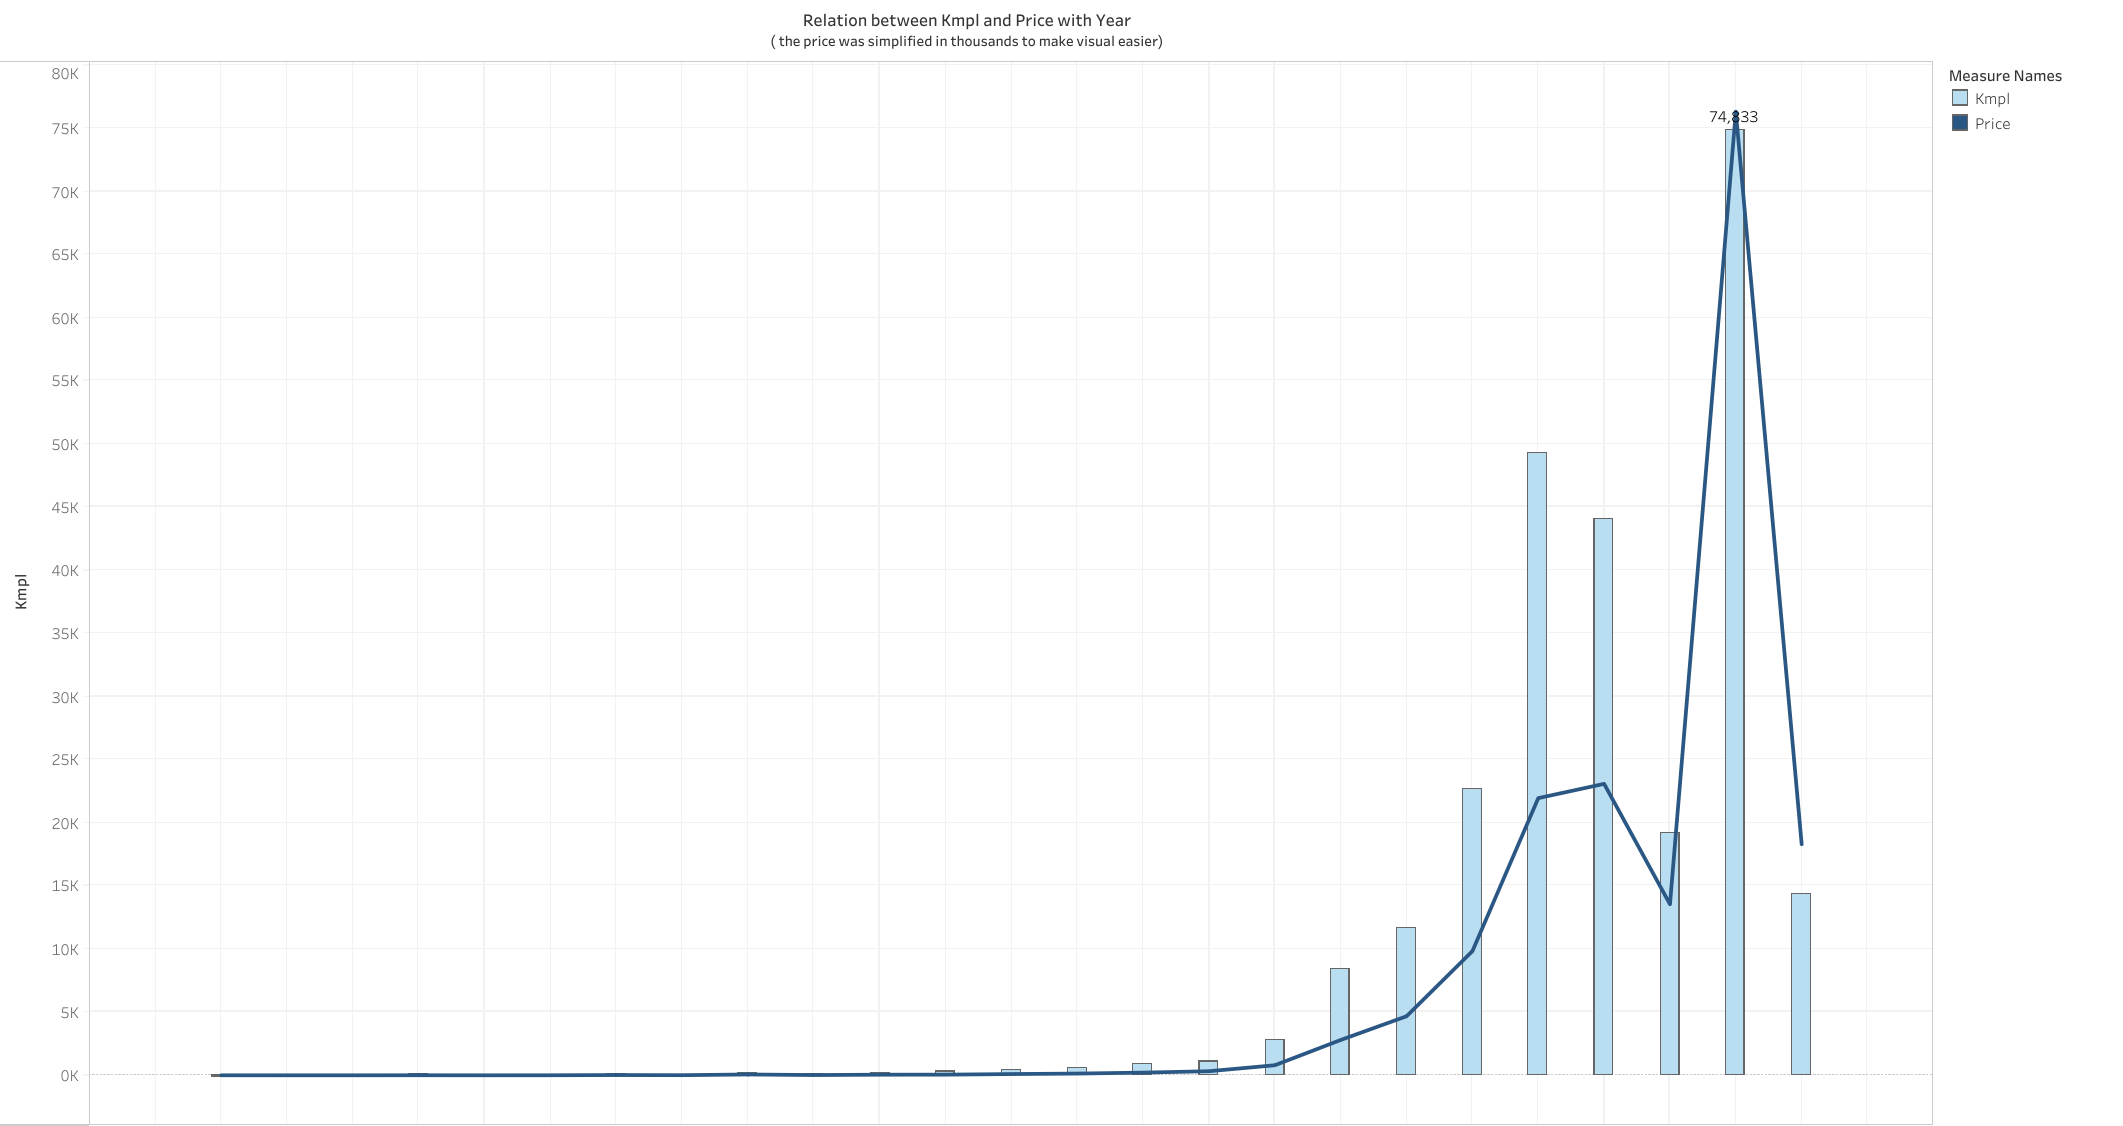 Relation between Kmpl and Price with Year
( the price was simplified in thousands to make visual easier)
80K
75K
70K
65K
60K
55K
50K
45K
40K
35K
30K
25K
20K
15K
10K
5K
0K
Kmpl
74,833
Measure Names
Kmpl
Price